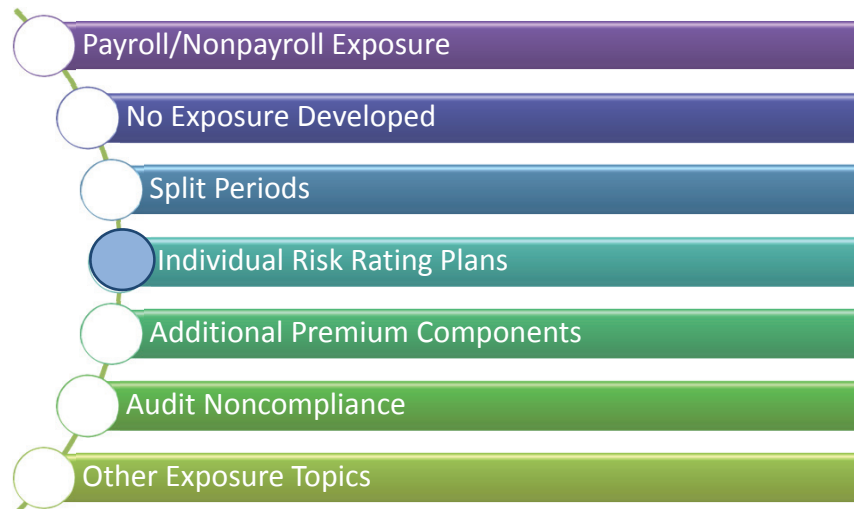 Payroll/Nonpayroll Exposure
No Exposure Developed
Split Periods
Individual Risk Rating Plans
Additional Premium Components
Audit Noncompliance
Other Exposure Topics